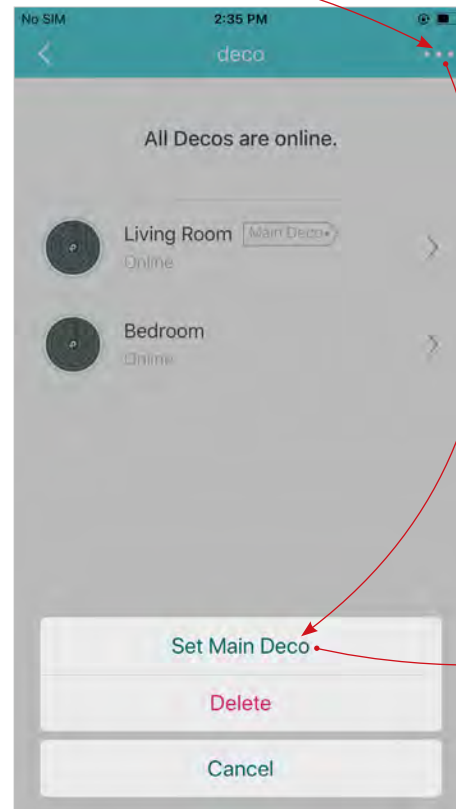 No SIM 2:35 PM
deco
All Decos are online.
Living Room Main Deco
Online
Bedroom
Online
Set Main Deco
Delete
Cancel